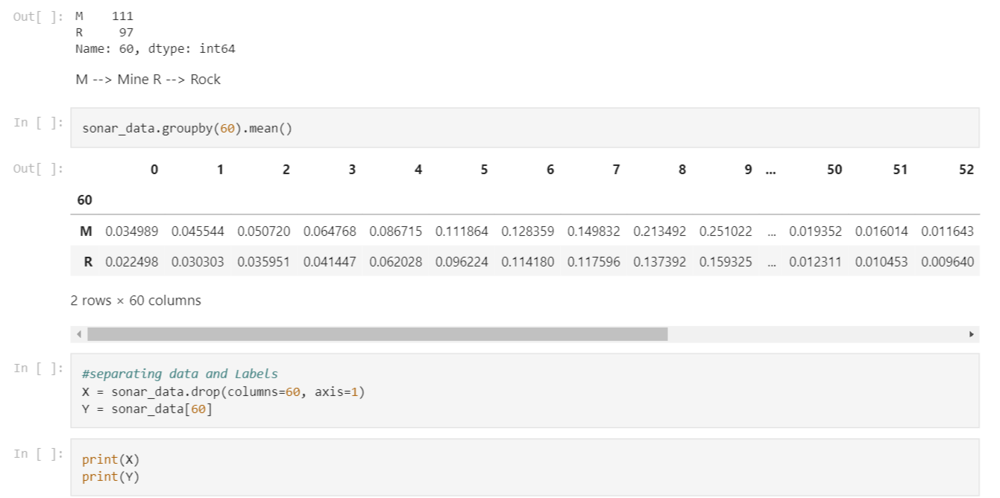 Out[ ]: M 111
R 97
Name: 60, dtype: int64
M --> Mine R --> Rock
In [ ]: sonar_data.groupby(60).mean()
Out[ ]: 0 1 2 3 4 5 6 7 8 9 ... 50 51 52
60
M 0.034989 0.045544 0.050720 0.064768 0.086715 0.111864 0.128359 0.149832 0.213492 0.251022 ... 0.019352 0.016014 0.011643
R 0.022498 0.030303 0.035951 0.041447 0.062028 0.096224 0.114180 0.117596 0.137392 0.159325 ... 0.012311 0.010453 0.009640
2 rows × 60 columns
In [ ]: #separating data and Labels
X = sonar_data.drop(columns=60, axis=1)
Y = sonar_data[60]
In [ ]: print(X)
print(Y)